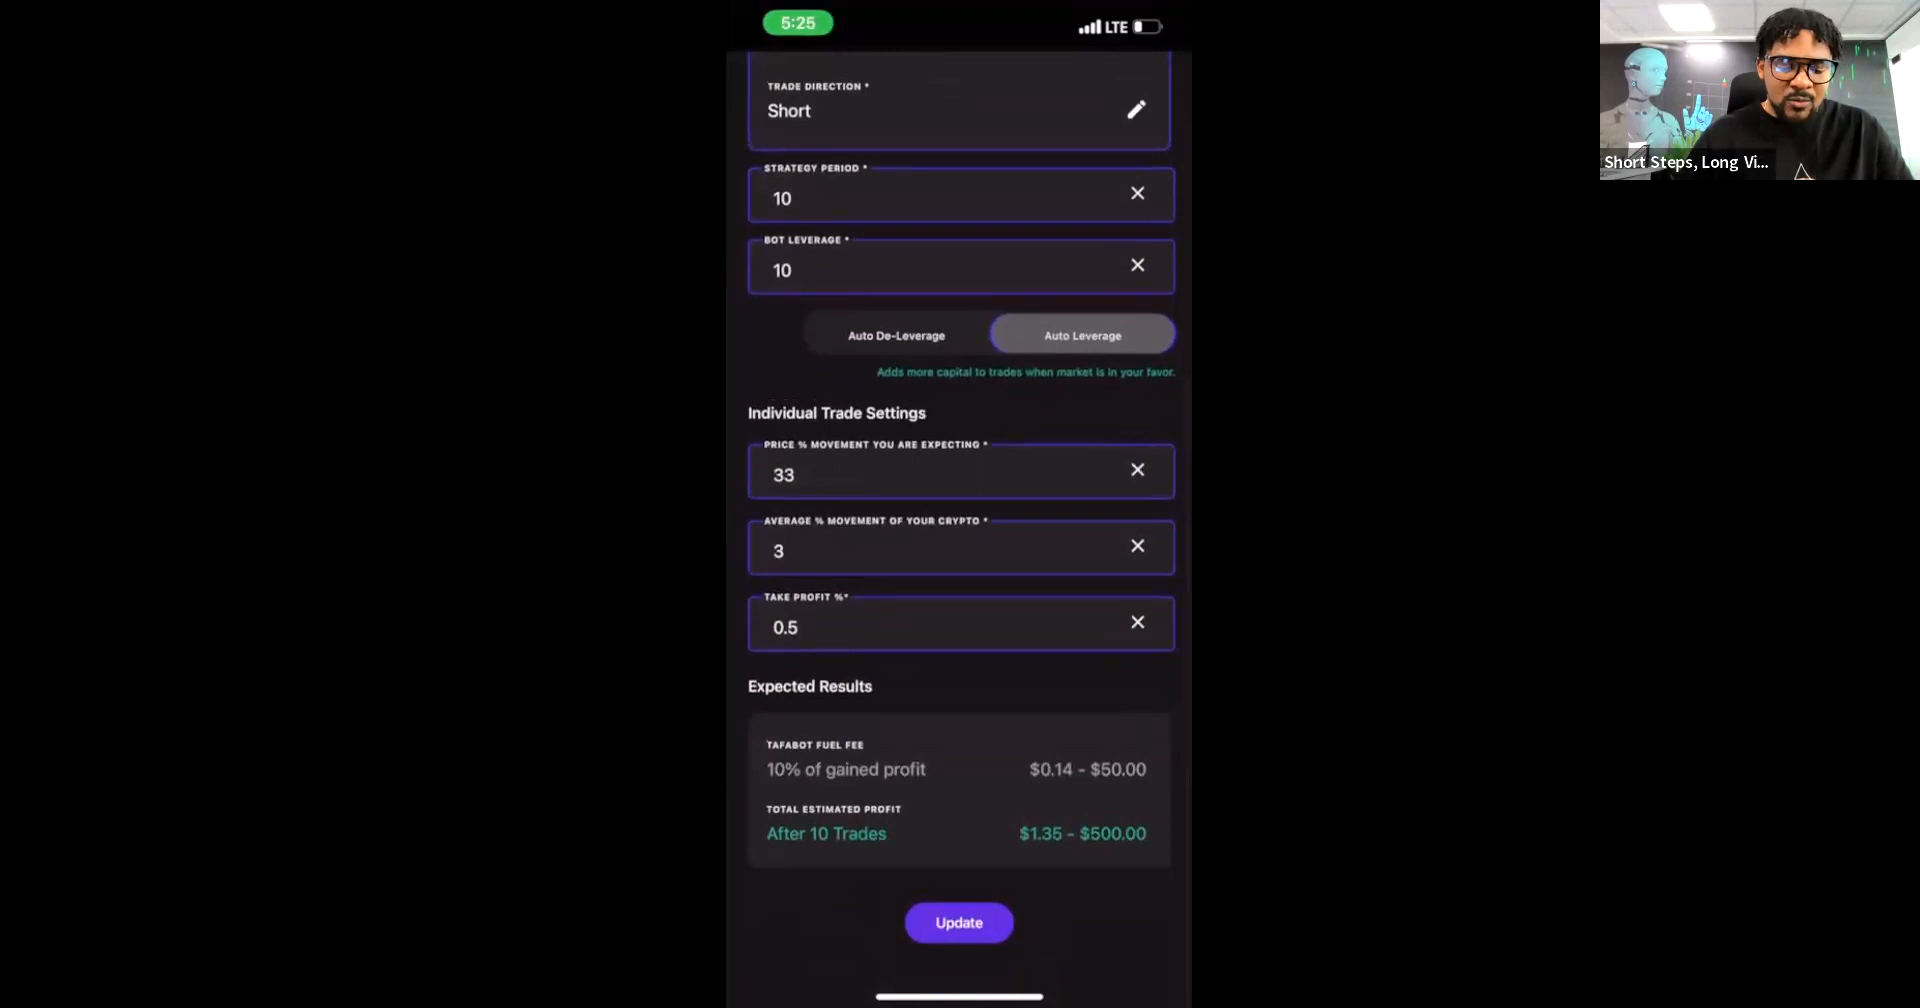 5:25
LTE
TRADE DIRECTION *
Short
STRATEGY PERIOD *
10
BOT LEVERAGE *
10
Auto De-Leverage
Auto Leverage
Adds more capital to trades when market is in your favor.
Individual Trade Settings
PRICE % MOVEMENT YOU ARE EXPECTING *
33
AVERAGE % MOVEMENT OF YOUR CRYPTO *
3
TAKE PROFIT %*
0.5
Expected Results
TAFABOT FUEL FEE
10% of gained profit $0.14 - $50.00
TOTAL ESTIMATED PROFIT
After 10 Trades $1.35 - $500.00
Update
Short Steps, Long Vi...